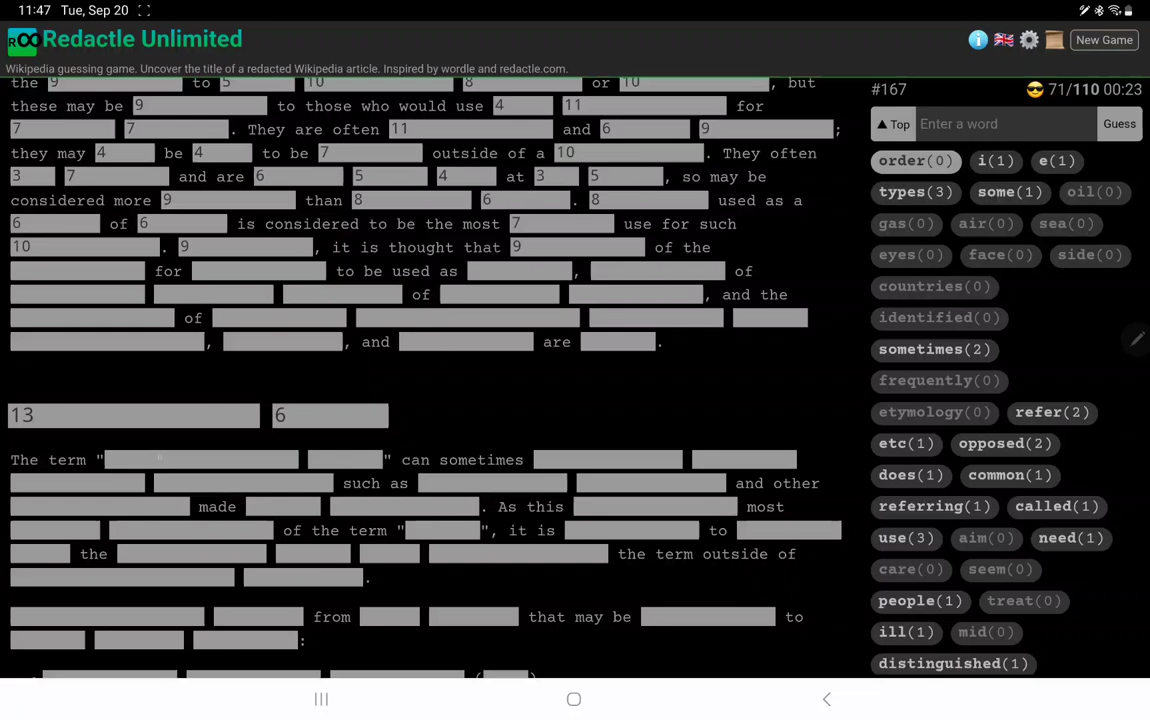 11:47 Tue, Sep 20
Redactle Unlimited
New Game
Wikipedia guessing game. Uncover the title of a redacted Wikipedia article. Inspired by wordle and redactle.com.
the 9 to 5 10 8 or 10 , but
these may be 9 to those who would use 4 11 for
7 7 . They are often 11 and 6 9 ;
they may 4 be 4 to be 7 outside of a 10 . They often
3 7 and are 6 5 4 at 3 5 , so may be
considered more 9 than 8 6 . 8 used as a
6 of 6 is considered to be the most 7 use for such
10 . 9 , it is thought that 9 of the
for to be used as , of
of , and the
of
, , and are .
13 6
The term " " can sometimes
such as and other
made . As this most
of the term " ", it is to
the the term outside of
.
from that may be to
:
( )
#167 71/110 00:23
▲ Top Enter a word Guess
order(0) i(1) e(1)
types(3) some(1) oil(0)
gas(0) air(0) sea(0)
eyes(0) face(0) side(0)
countries(0)
identified(0)
sometimes(2)
frequently(0)
etymology(0) refer(2)
etc(1) opposed(2)
does(1) common(1)
referring(1) called(1)
use(3) aim(0) need(1)
care(0) seem(0)
people(1) treat(0)
ill(1) mid(0)
distinguished(1)